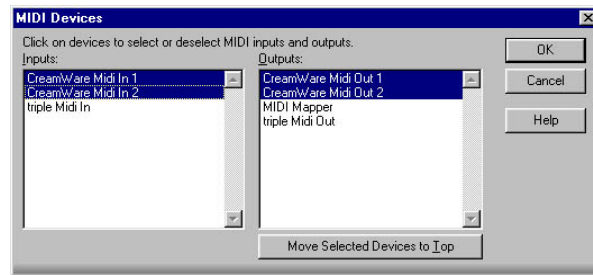 MIDI Devices
Click on devices to select or deselect MIDI inputs and outputs.
Inputs:
Outputs:
CreamWare Midi In 1
CreamWare Midi In 2
triple Midi In
CreamWare Midi Out 1
CreamWare Midi Out 2
MIDI Mapper
triple Midi Out
OK
Cancel
Help
Move Selected Devices to Top